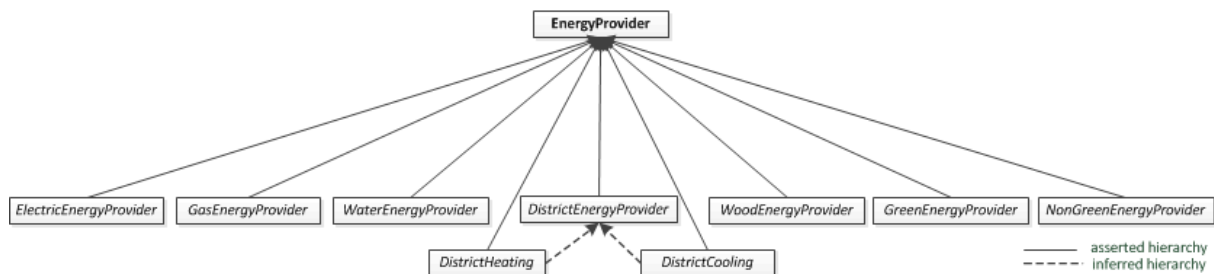 EnergyProvider
ElectricEnergyProvider GasEnergyProvider WaterEnergyProvider DistrictEnergyProvider WoodEnergyProvider GreenEnergyProvider NonGreenEnergyProvider
DistrictHeating DistrictCooling
asserted hierarchy
inferred hierarchy